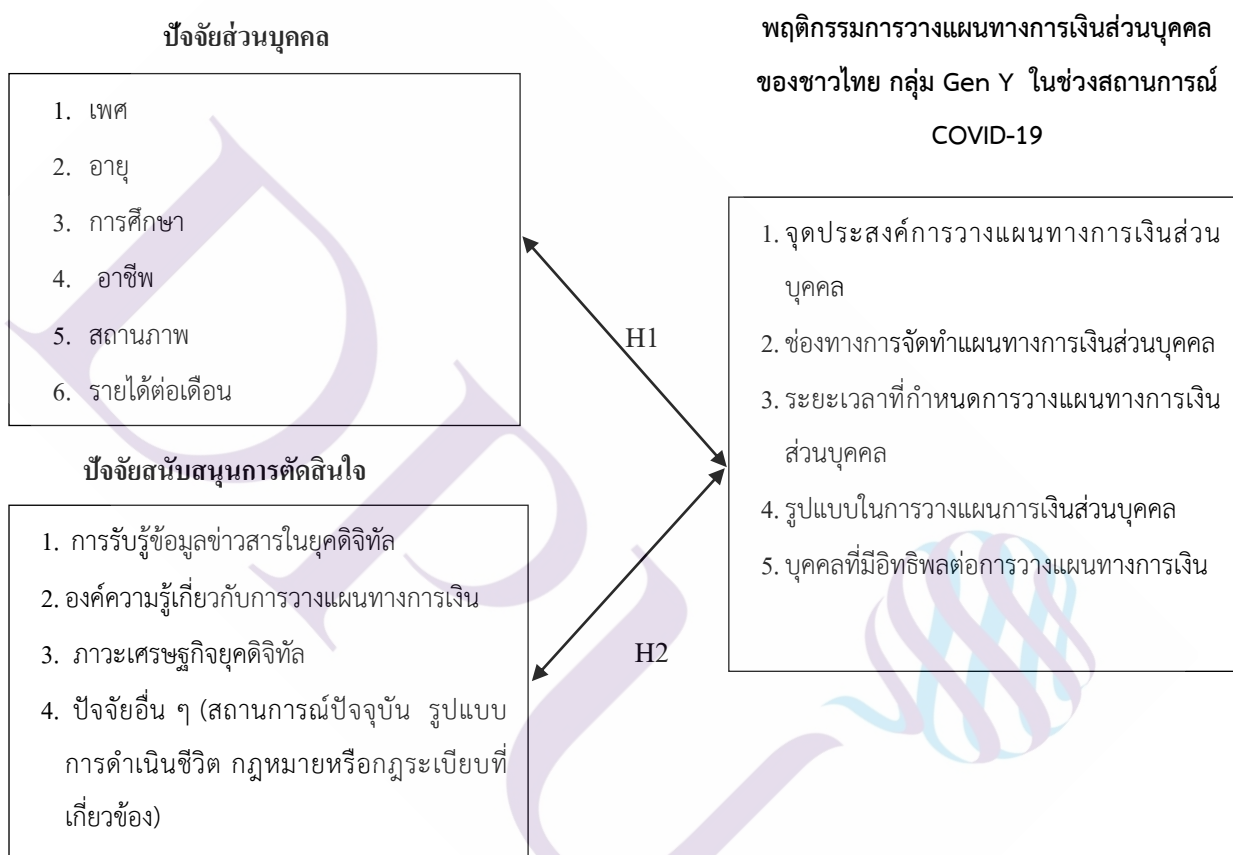 ปัจจัยส่วนบุคคล
1. เพศ
2. อายุ
3. การศึกษา
4. อาชีพ
5. สถานภาพ
6. รายได้ต่อเดือน
ปัจจัยสนับสนุนการตัดสินใจ
1. การรับรู้ข้อมูลข่าวสารในยุคดิจิทัล
2. องค์ความรู้เกี่ยวกับการวางแผนทางการเงิน
3. ภาวะเศรษฐกิจยุคดิจิทัล
4. ปัจจัยอื่น ๆ (สถานการณ์ปัจจุบัน รูปแบบ
การดำเนินชีวิต กฎหมายหรือกฎระเบียบที่
เกี่ยวข้อง)
H1
H2
พฤติกรรมการวางแผนทางการเงินส่วนบุคคล
ของชาวไทย กลุ่ม Gen Y ในช่วงสถานการณ์
COVID-19
1. จุดประสงค์การวางแผนทางการเงินส่วน
บุคคล
2. ช่องทางการจัดทำแผนทางการเงินส่วนบุคคล
3. ระยะเวลาที่กำหนดการวางแผนทางการเงิน
ส่วนบุคคล
4. รูปแบบในการวางแผนการเงินส่วนบุคคล
5. บุคคลที่มีอิทธิพลต่อการวางแผนทางการเงิน
DPU